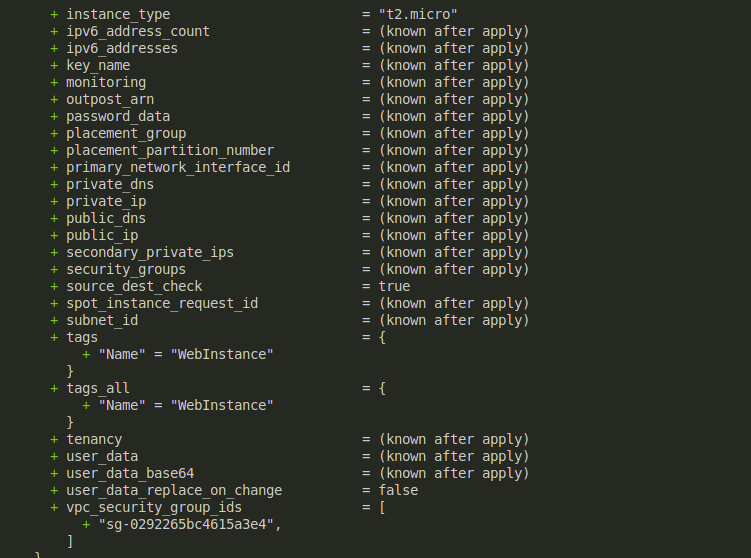 + instance_type = "t2.micro"
+ ipv6_address_count = (known after apply)
+ ipv6_addresses = (known after apply)
+ key_name = (known after apply)
+ monitoring = (known after apply)
+ outpost_arn = (known after apply)
+ password_data = (known after apply)
+ placement_group = (known after apply)
+ placement_partition_number = (known after apply)
+ primary_network_interface_id = (known after apply)
+ private_dns = (known after apply)
+ private_ip = (known after apply)
+ public_dns = (known after apply)
+ public_ip = (known after apply)
+ secondary_private_ips = (known after apply)
+ security_groups = (known after apply)
+ source_dest_check = true
+ spot_instance_request_id = (known after apply)
+ subnet_id = (known after apply)
+ tags = {
+ "Name" = "WebInstance"
}
+ tags_all = {
+ "Name" = "WebInstance"
}
+ tenancy = (known after apply)
+ user_data = (known after apply)
+ user_data_base64 = (known after apply)
+ user_data_replace_on_change = false
+ vpc_security_group_ids = [
+ "sg-0292265bc4615a3e4",
]
}